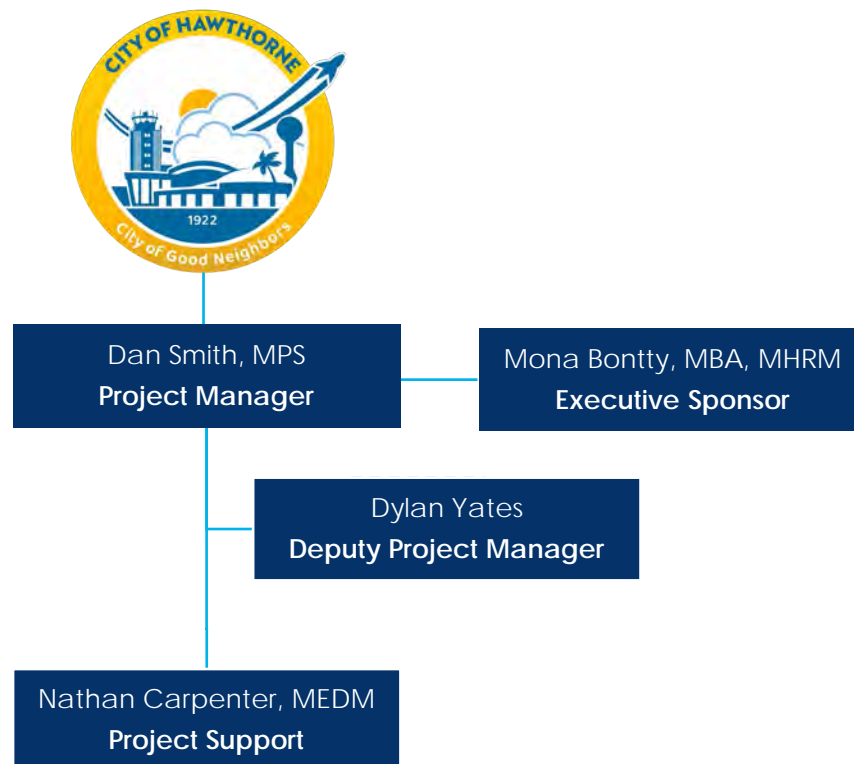 CITY OF HAWTHORNE
1922
City of Good Neighbors
Dan Smith, MPS
Project Manager
Mona Bontty, MBA, MHRM
Executive Sponsor
Dylan Yates
Deputy Project Manager
Nathan Carpenter, MEDM
Project Support